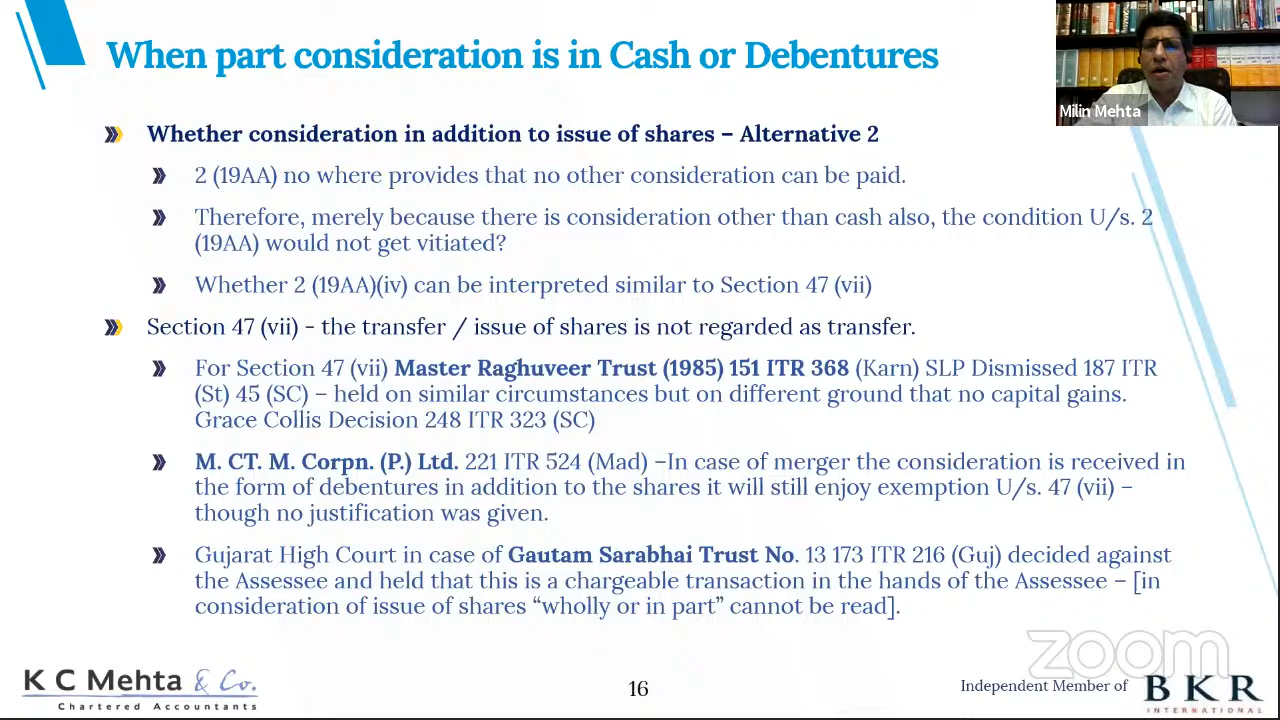 When part consideration is in Cash or Debentures
Milin Mehta
Whether consideration in addition to issue of shares – Alternative 2
2 (19AA) no where provides that no other consideration can be paid.
Therefore, merely because there is consideration other than cash also, the condition U/s. 2
(19AA) would not get vitiated?
Whether 2 (19AA)(iv) can be interpreted similar to Section 47 (vii)
Section 47 (vii) - the transfer / issue of shares is not regarded as transfer.
For Section 47 (vii) Master Raghuveer Trust (1985) 151 ITR 368 (Karn) SLP Dismissed 187 ITR
(St) 45 (SC) – held on similar circumstances but on different ground that no capital gains.
Grace Collis Decision 248 ITR 323 (SC)
M. CT. M. Corpn. (P.) Ltd. 221 ITR 524 (Mad) –In case of merger the consideration is received in
the form of debentures in addition to the shares it will still enjoy exemption U/s. 47 (vii) –
though no justification was given.
Gujarat High Court in case of Gautam Sarabhai Trust No. 13 173 ITR 216 (Guj) decided against
the Assessee and held that this is a chargeable transaction in the hands of the Assessee – [in
consideration of issue of shares “wholly or in part” cannot be read].
zoom
K C Mehta & Co.
Chartered Accountants
16
Independent Member of
BKR
INTERNATIONAL